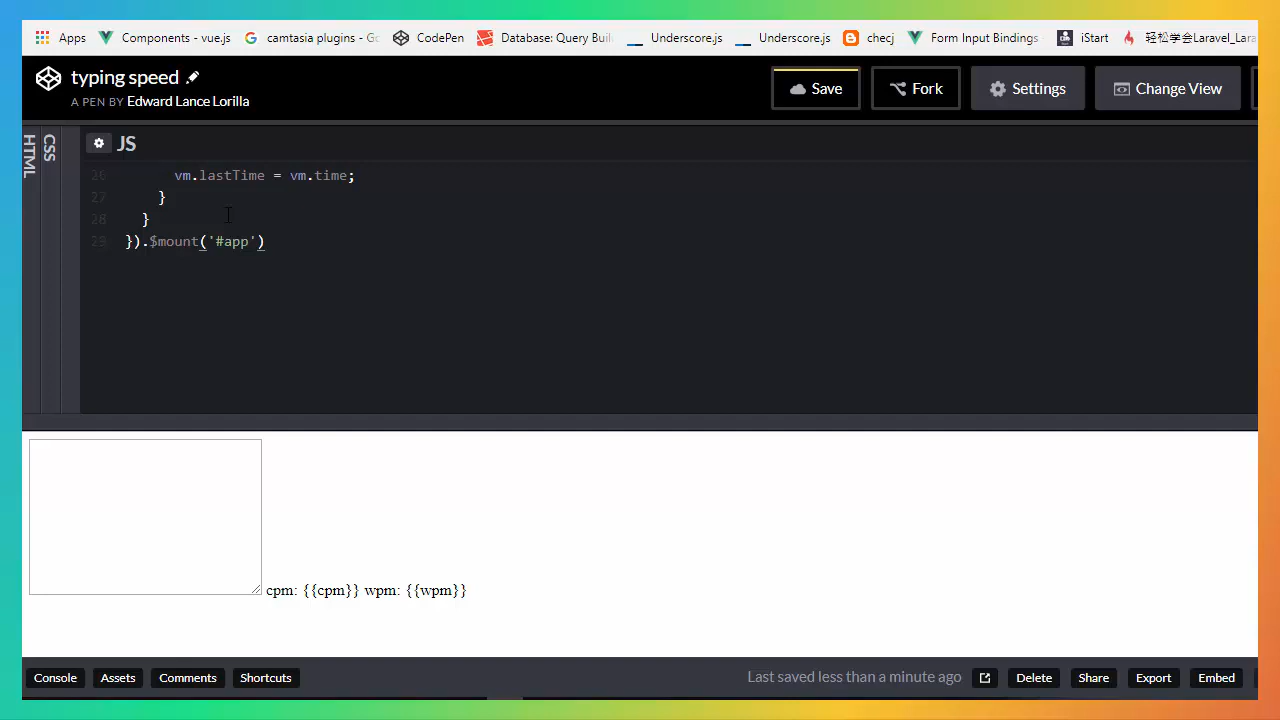 Apps Components - vue.js camtasia plugins - Go CodePen Database: Query Buil Underscore.js Underscore.js checj Form Input Bindings iStart 轻松学会Laravel_Lara
typing speed
A PEN BY Edward Lance Lorilla
Save Fork Settings Change View
HTML
CSS
JS
26 vm.lastTime = vm.time;
27 }
28 }
29 }).$mount('#app')
cpm: {{cpm}} wpm: {{wpm}}
Console Assets Comments Shortcuts Last saved less than a minute ago Delete Share Export Embed